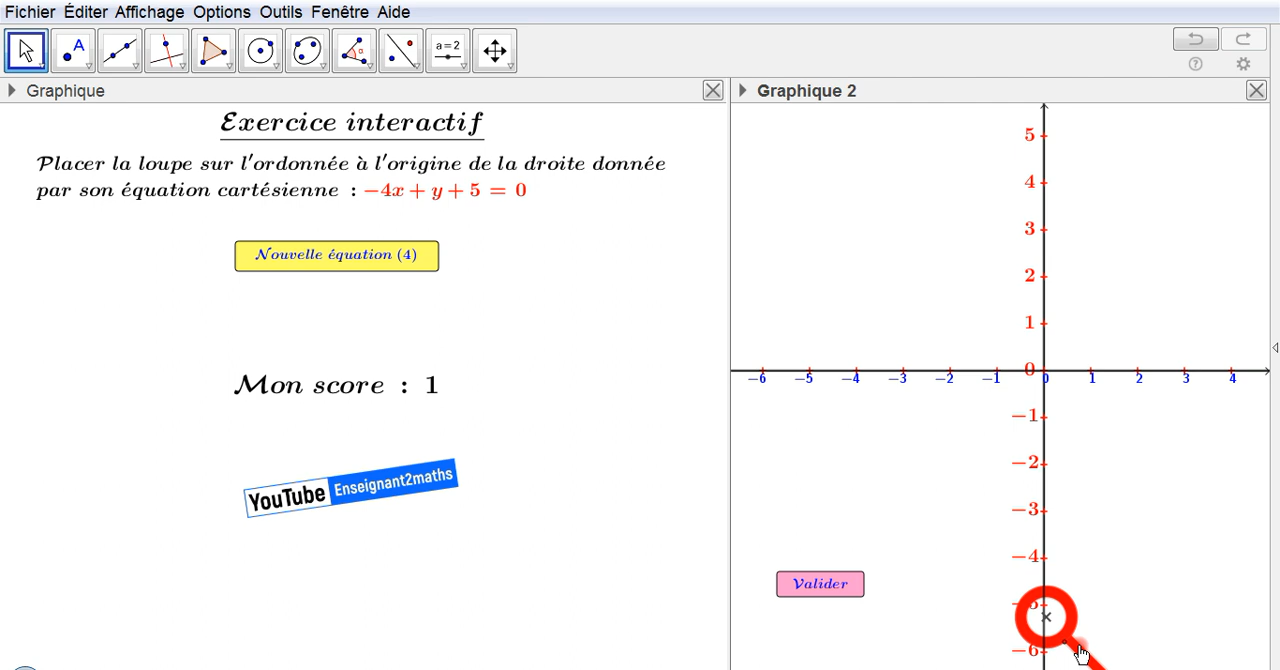 Fichier Éditer Affichage Options Outils Fenêtre Aide
A
a=2
Graphique
Graphique 2
Exercice interactif
Placer la loupe sur l'ordonnée à l'origine de la droite donnée
par son équation cartésienne : −4x + y + 5 = 0
Nouvelle équation (4)
Mon score : 1
YouTube Enseignant2maths
5
4
3
2
1
0
−6 −5 −4 −3 −2 −1 0 1 2 3 4
−1
−2
−3
−4
Valider
−6